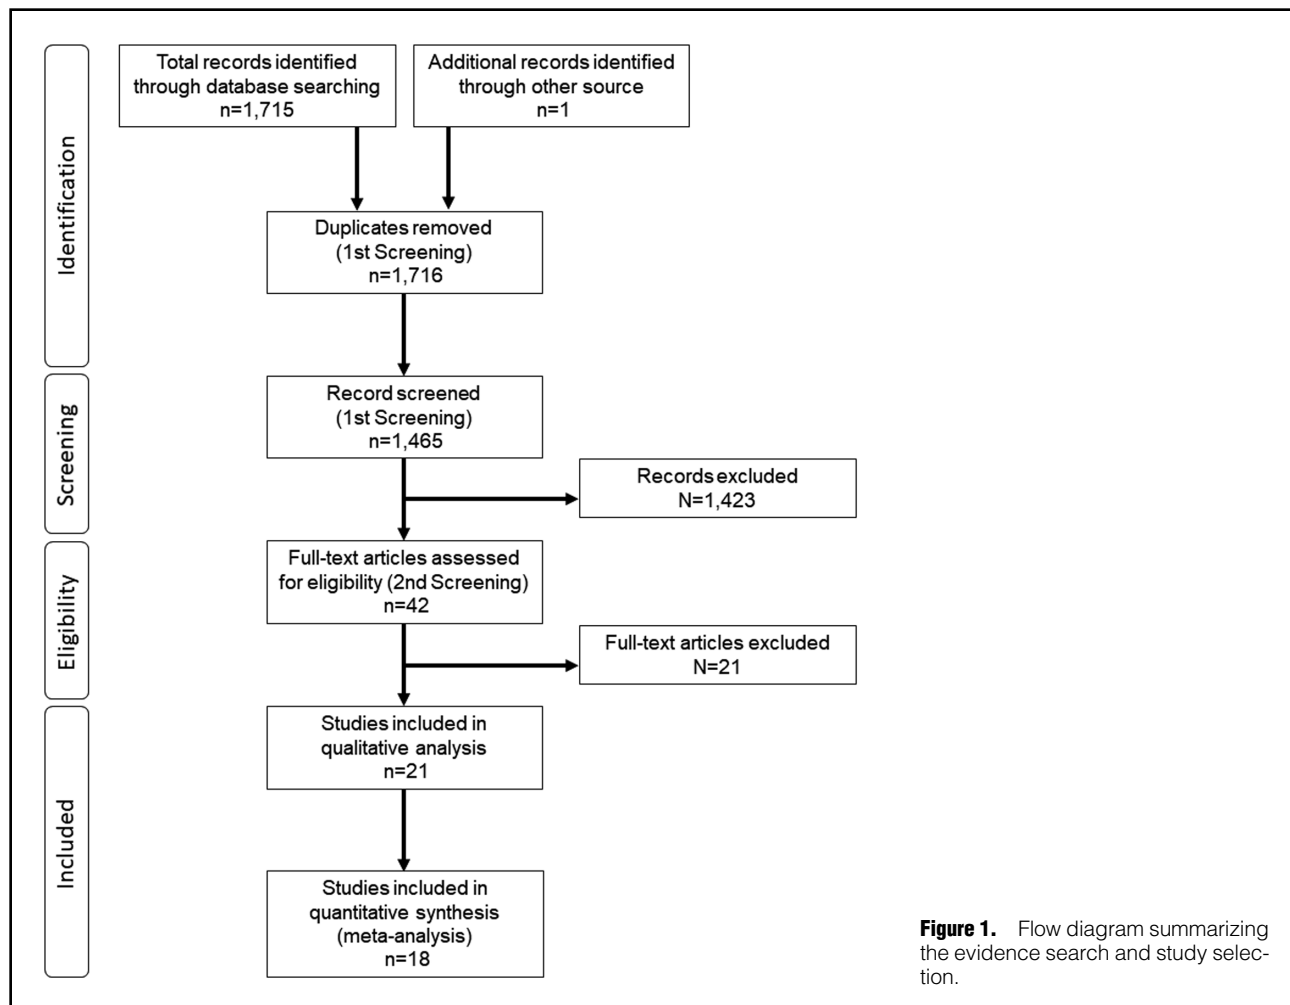 Identification
Total records identified
through database searching
n=1,715
Additional records identified
through other source
n=1
Duplicates removed
(1st Screening)
n=1,716
Screening
Record screened
(1st Screening)
n=1,465
Records excluded
N=1,423
Eligibility
Full-text articles assessed
for eligibility (2nd Screening)
n=42
Full-text articles excluded
N=21
Included
Studies included in
qualitative analysis
n=21
Studies included in
quantitative synthesis
(meta-analysis)
n=18
Figure 1. Flow diagram summarizing
the evidence search and study selec-
tion.